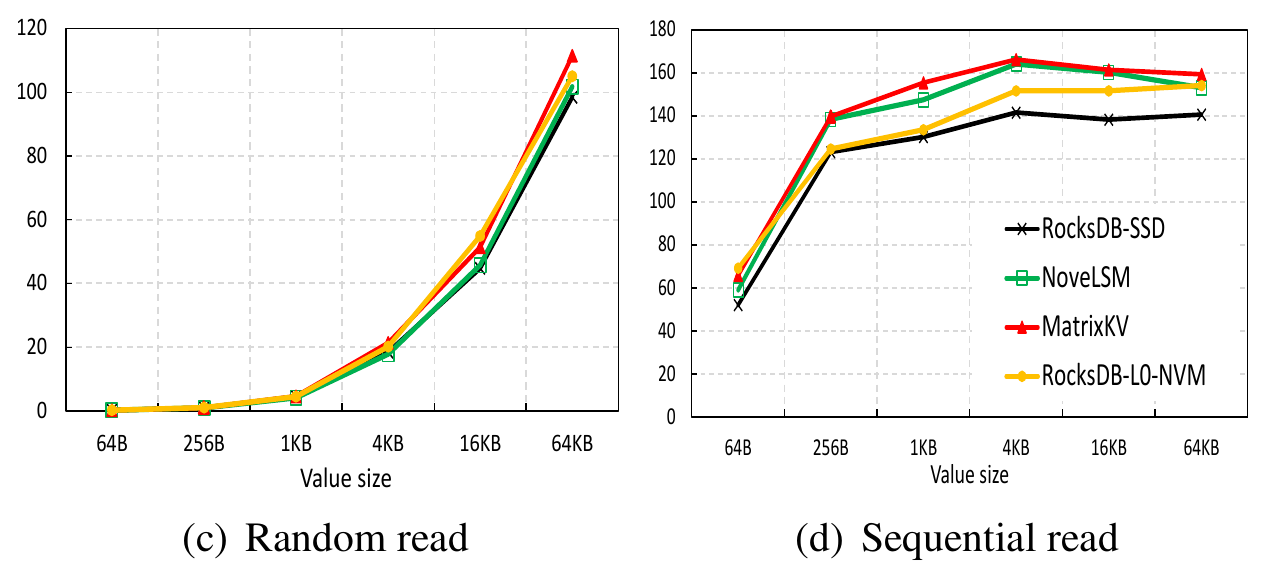 120
100
80
60
40
20
0
64B 256B 1KB 4KB 16KB 64KB
Value size
(c) Random read
180
160
140
120
100
80
60
40
20
0
RocksDB-SSD
NoveLSM
MatrixKV
RocksDB-L0-NVM
64B 256B 1KB 4KB 16KB 64KB
Value size
(d) Sequential read